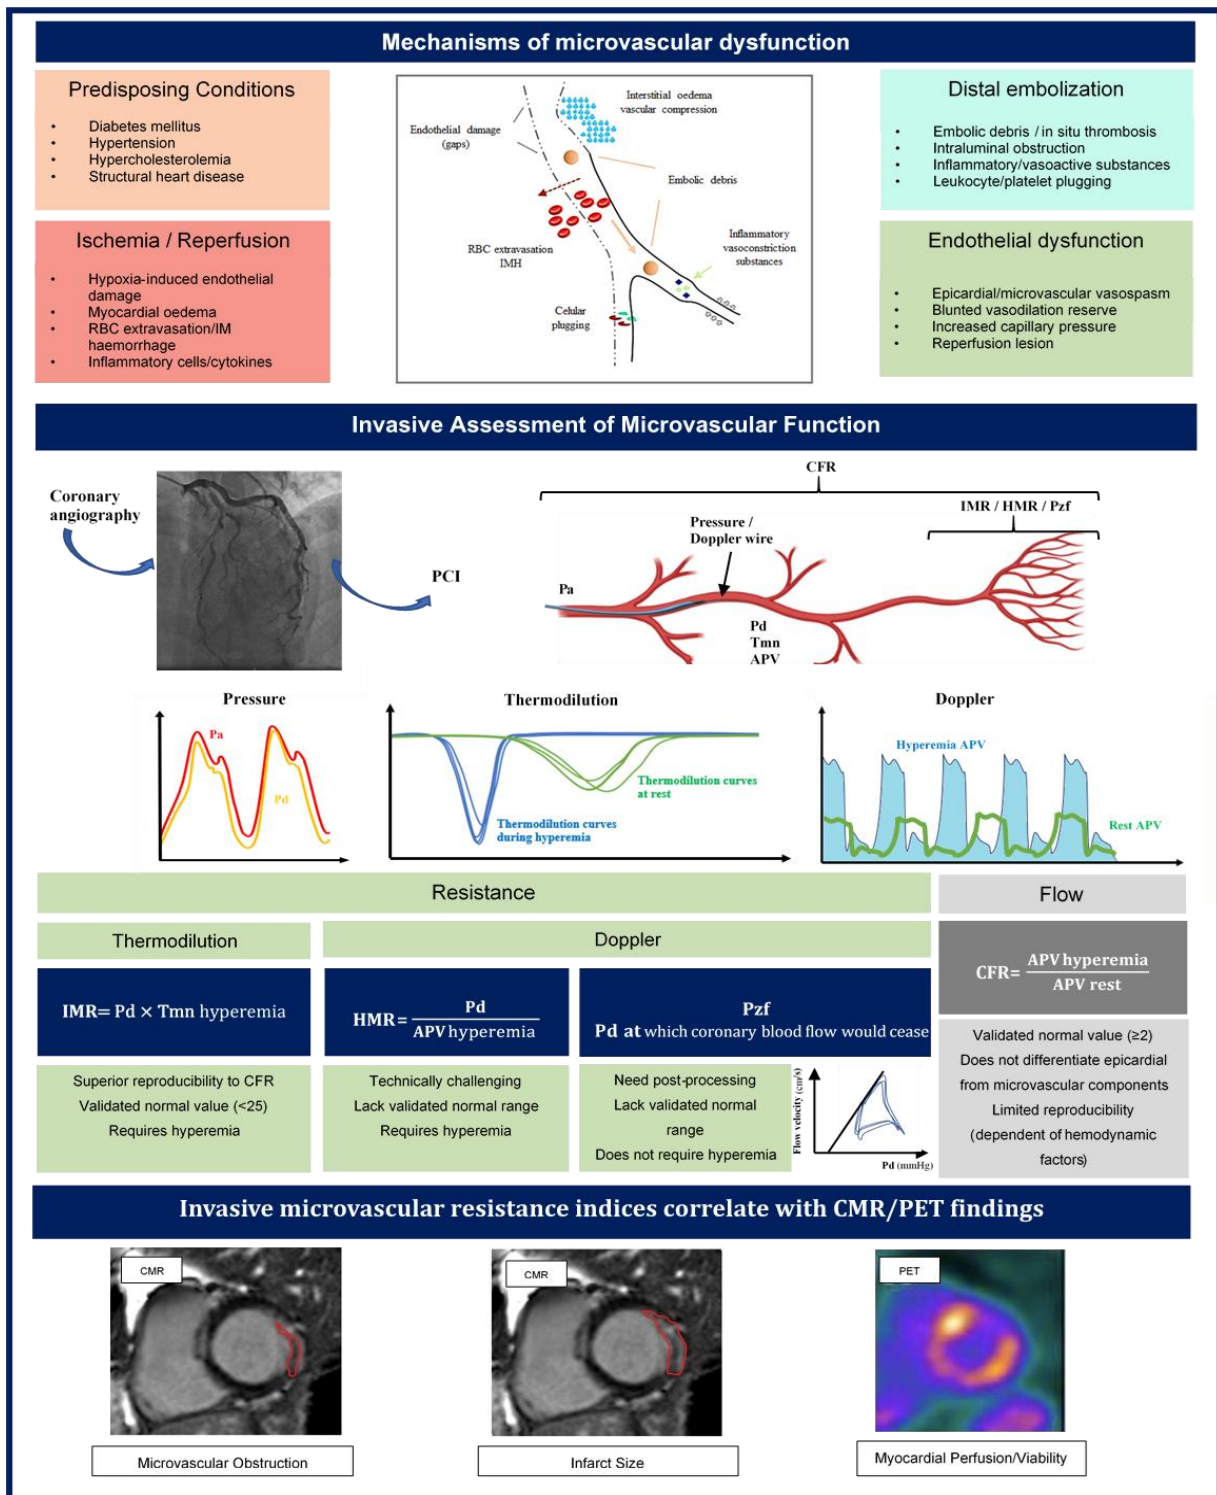 Mechanisms of microvascular dysfunction
Predisposing Conditions
• Diabetes mellitus
• Hypertension
• Hypercholesterolemia
• Structural heart disease
Ischemia / Reperfusion
• Hypoxia-induced endothelial
damage
• Myocardial oedema
• RBC extravasation/IM
haemorrhage
• Inflammatory cells/cytokines
Interstitial oedema
vascular compression
Endothelial damage
(gaps)
Embolic debris
RBC extravasation
IMH
Inflammatory
vasoconstriction
substances
Celular
plugging
Distal embolization
• Embolic debris / in situ thrombosis
• Intraluminal obstruction
• Inflammatory/vasoactive substances
• Leukocyte/platelet plugging
Endothelial dysfunction
• Epicardial/microvascular vasospasm
• Blunted vasodilation reserve
• Increased capillary pressure
• Reperfusion lesion
Invasive Assessment of Microvascular Function
Coronary
angiography
PCI
CFR
IMR / HMR / Pzf
Pressure /
Doppler wire
Pa
Pd
Tmn
APV
Pressure
Pa
Pd
Thermodilution
Thermodilution curves
at rest
Thermodilution curves
during hyperemia
Doppler
Hyperemia APV
Rest APV
Resistance
Flow
Thermodilution
Doppler
IMR= Pd × Tmn hyperemia
HMR= Pd
APV hyperemia
Pzf
Pd at which coronary blood flow would cease
CFR= APV hyperemia
APV rest
Superior reproducibility to CFR
Validated normal value (<25)
Requires hyperemia
Technically challenging
Lack validated normal range
Requires hyperemia
Need post-processing
Lack validated normal
range
Does not require hyperemia
Flow velocity (cm/s)
Pd (mmHg)
Validated normal value (≥2)
Does not differentiate epicardial
from microvascular components
Limited reproducibility
(dependent of hemodynamic
factors)
Invasive microvascular resistance indices correlate with CMR/PET findings
CMR
CMR
PET
Microvascular Obstruction
Infarct Size
Myocardial Perfusion/Viability